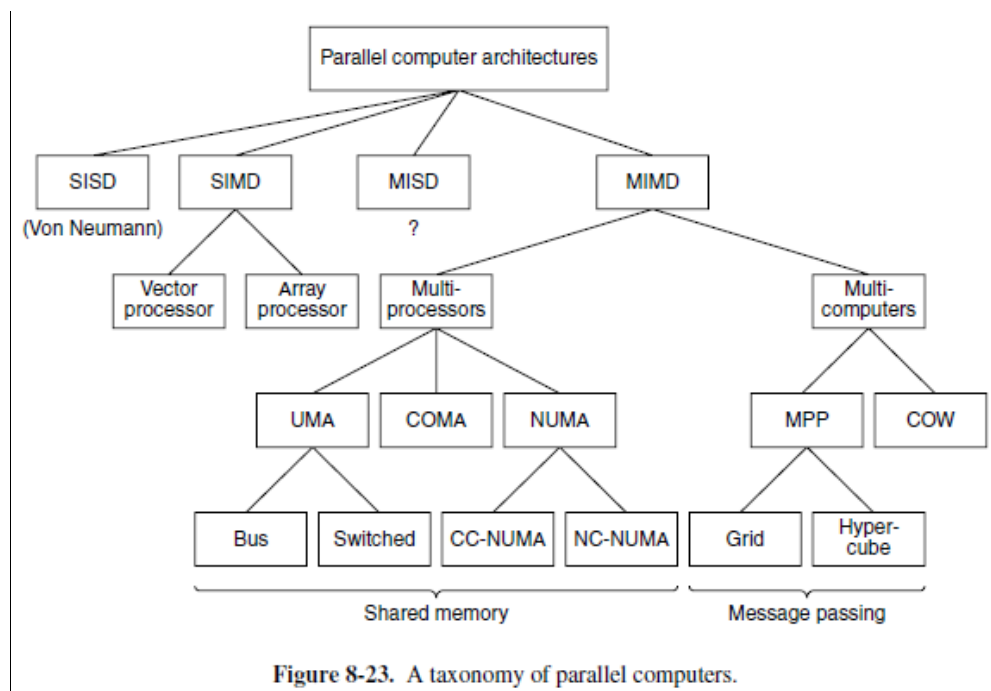 Parallel computer architectures
SISD
SIMD
MISD
MIMD
(Von Neumann)
?
Vector
processor
Array
processor
Multi-
processors
Multi-
computers
UMA
COMA
NUMA
MPP
COW
Bus
Switched
CC-NUMA
NC-NUMA
Grid
Hyper-
cube
Shared memory
Message passing
Figure 8-23. A taxonomy of parallel computers.